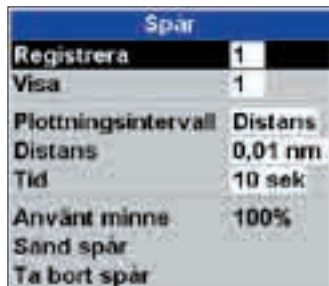 Spår
Registrera 1
Visa 1
Plottningsintervall Distans
Distans 0,01 nm
Tid 10 sek
Använt minne 100%
Sänd spår
Ta bort spår